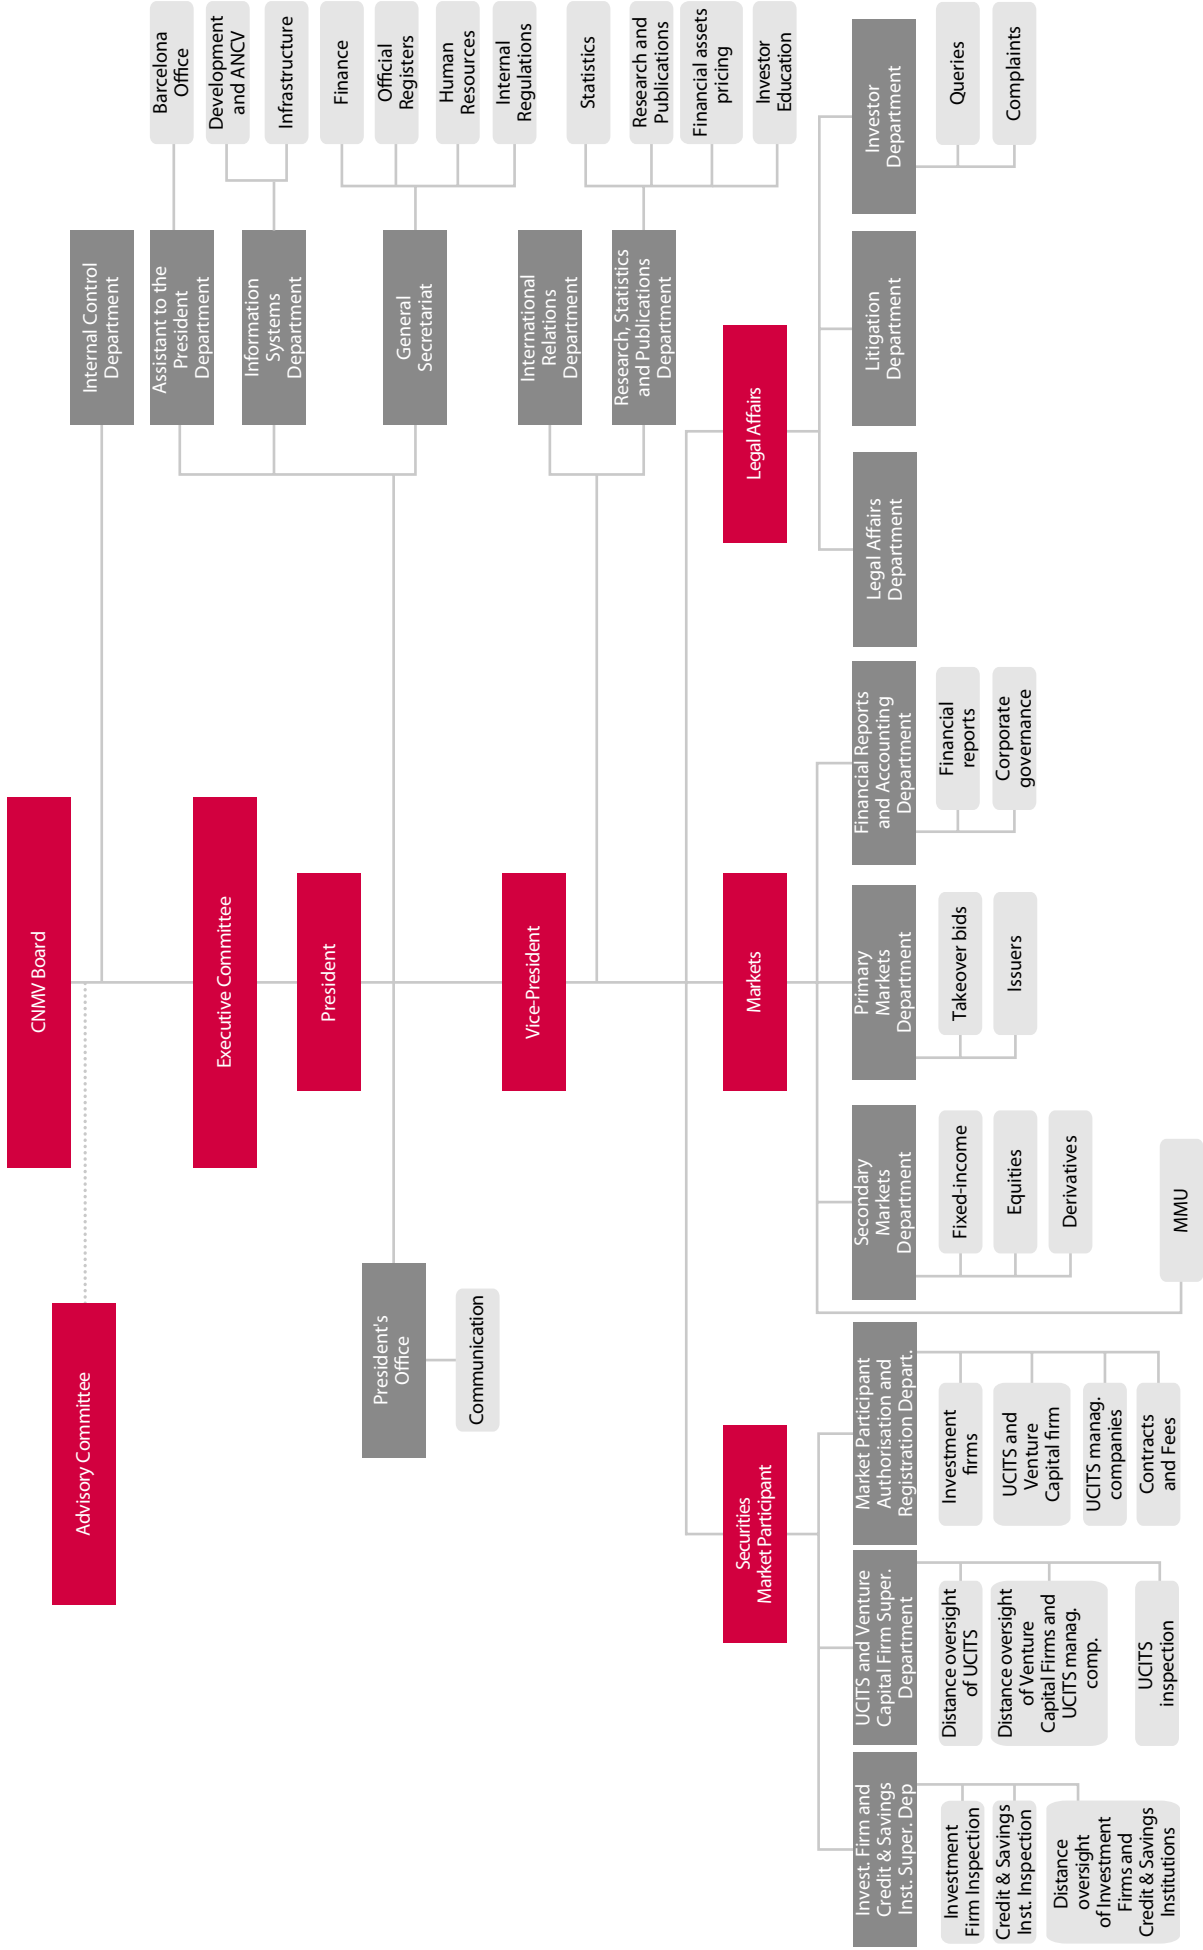 CNMV Board
Advisory Committee
Internal Control
Department
Executive Committee
President
Assistant to the
President
Department
Barcelona
Office
Information
Systems
Department
Development
and ANCV
Infrastructure
General
Secretariat
Finance
Official
Registers
Human
Resources
Internal
Regulations
President's
Office
Communication
Vice-President
International
Relations
Department
Research, Statistics
and Publications
Department
Statistics
Research and
Publications
Financial assets
pricing
Investor
Education
Securities
Market Participant
Markets
Legal Affairs
Invest. Firm and
Credit & Savings
Inst. Super. Dep
Investment
Firm Inspection
Credit & Savings
Inst. Inspection
Distance
oversight
of Investment
Firms and
Credit & Savings
Institutions
UCITS and Venture
Capital Firm Super.
Department
Distance oversight
of UCITS
Distance oversight
of Venture
Capital Firms and
UCITS manag.
comp.
UCITS
inspection
Market Participant
Authorisation and
Registration Depart..
Investment
firms
UCITS and
Venture
Capital firm
UCITS manag.
companies
Contracts
and Fees
Secondary
Markets
Department
Fixed-income
Equities
Derivatives
MMU
Primary
Markets
Department
Takeover bids
Issuers
Financial Reports
and Accounting
Department
Financial
reports
Corporate
governance
Legal Affairs
Department
Litigation
Department
Investor
Department
Queries
Complaints